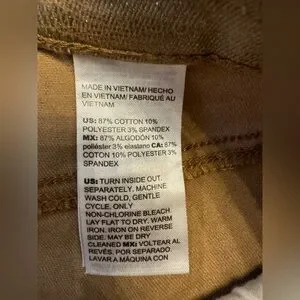 MADE IN VIETNAM/ HECHO
EN VIETNAM/ FABRIQUÉ AU
VIETNAM
US: 87% COTTON 10%
POLYESTER 3% SPANDEX
MX: 87% ALGODÓN 10%
poliéster 3% elastano CA: 87%
COTON 10% POLYESTER 3%
SPANDEX
US: TURN INSIDE OUT.
SEPARATELY, MACHINE
WASH COLD, GENTLE
CYCLE. ONLY
NON-CHLORINE BLEACH.
LAY FLAT TO DRY. WARM
IRON. IRON ON REVERSE
SIDE. MAY BE DRY
CLEANED MX: VOLTEAR AL
REVÉS, POR SEPARADO.
LAVAR A MÁQUINA CON